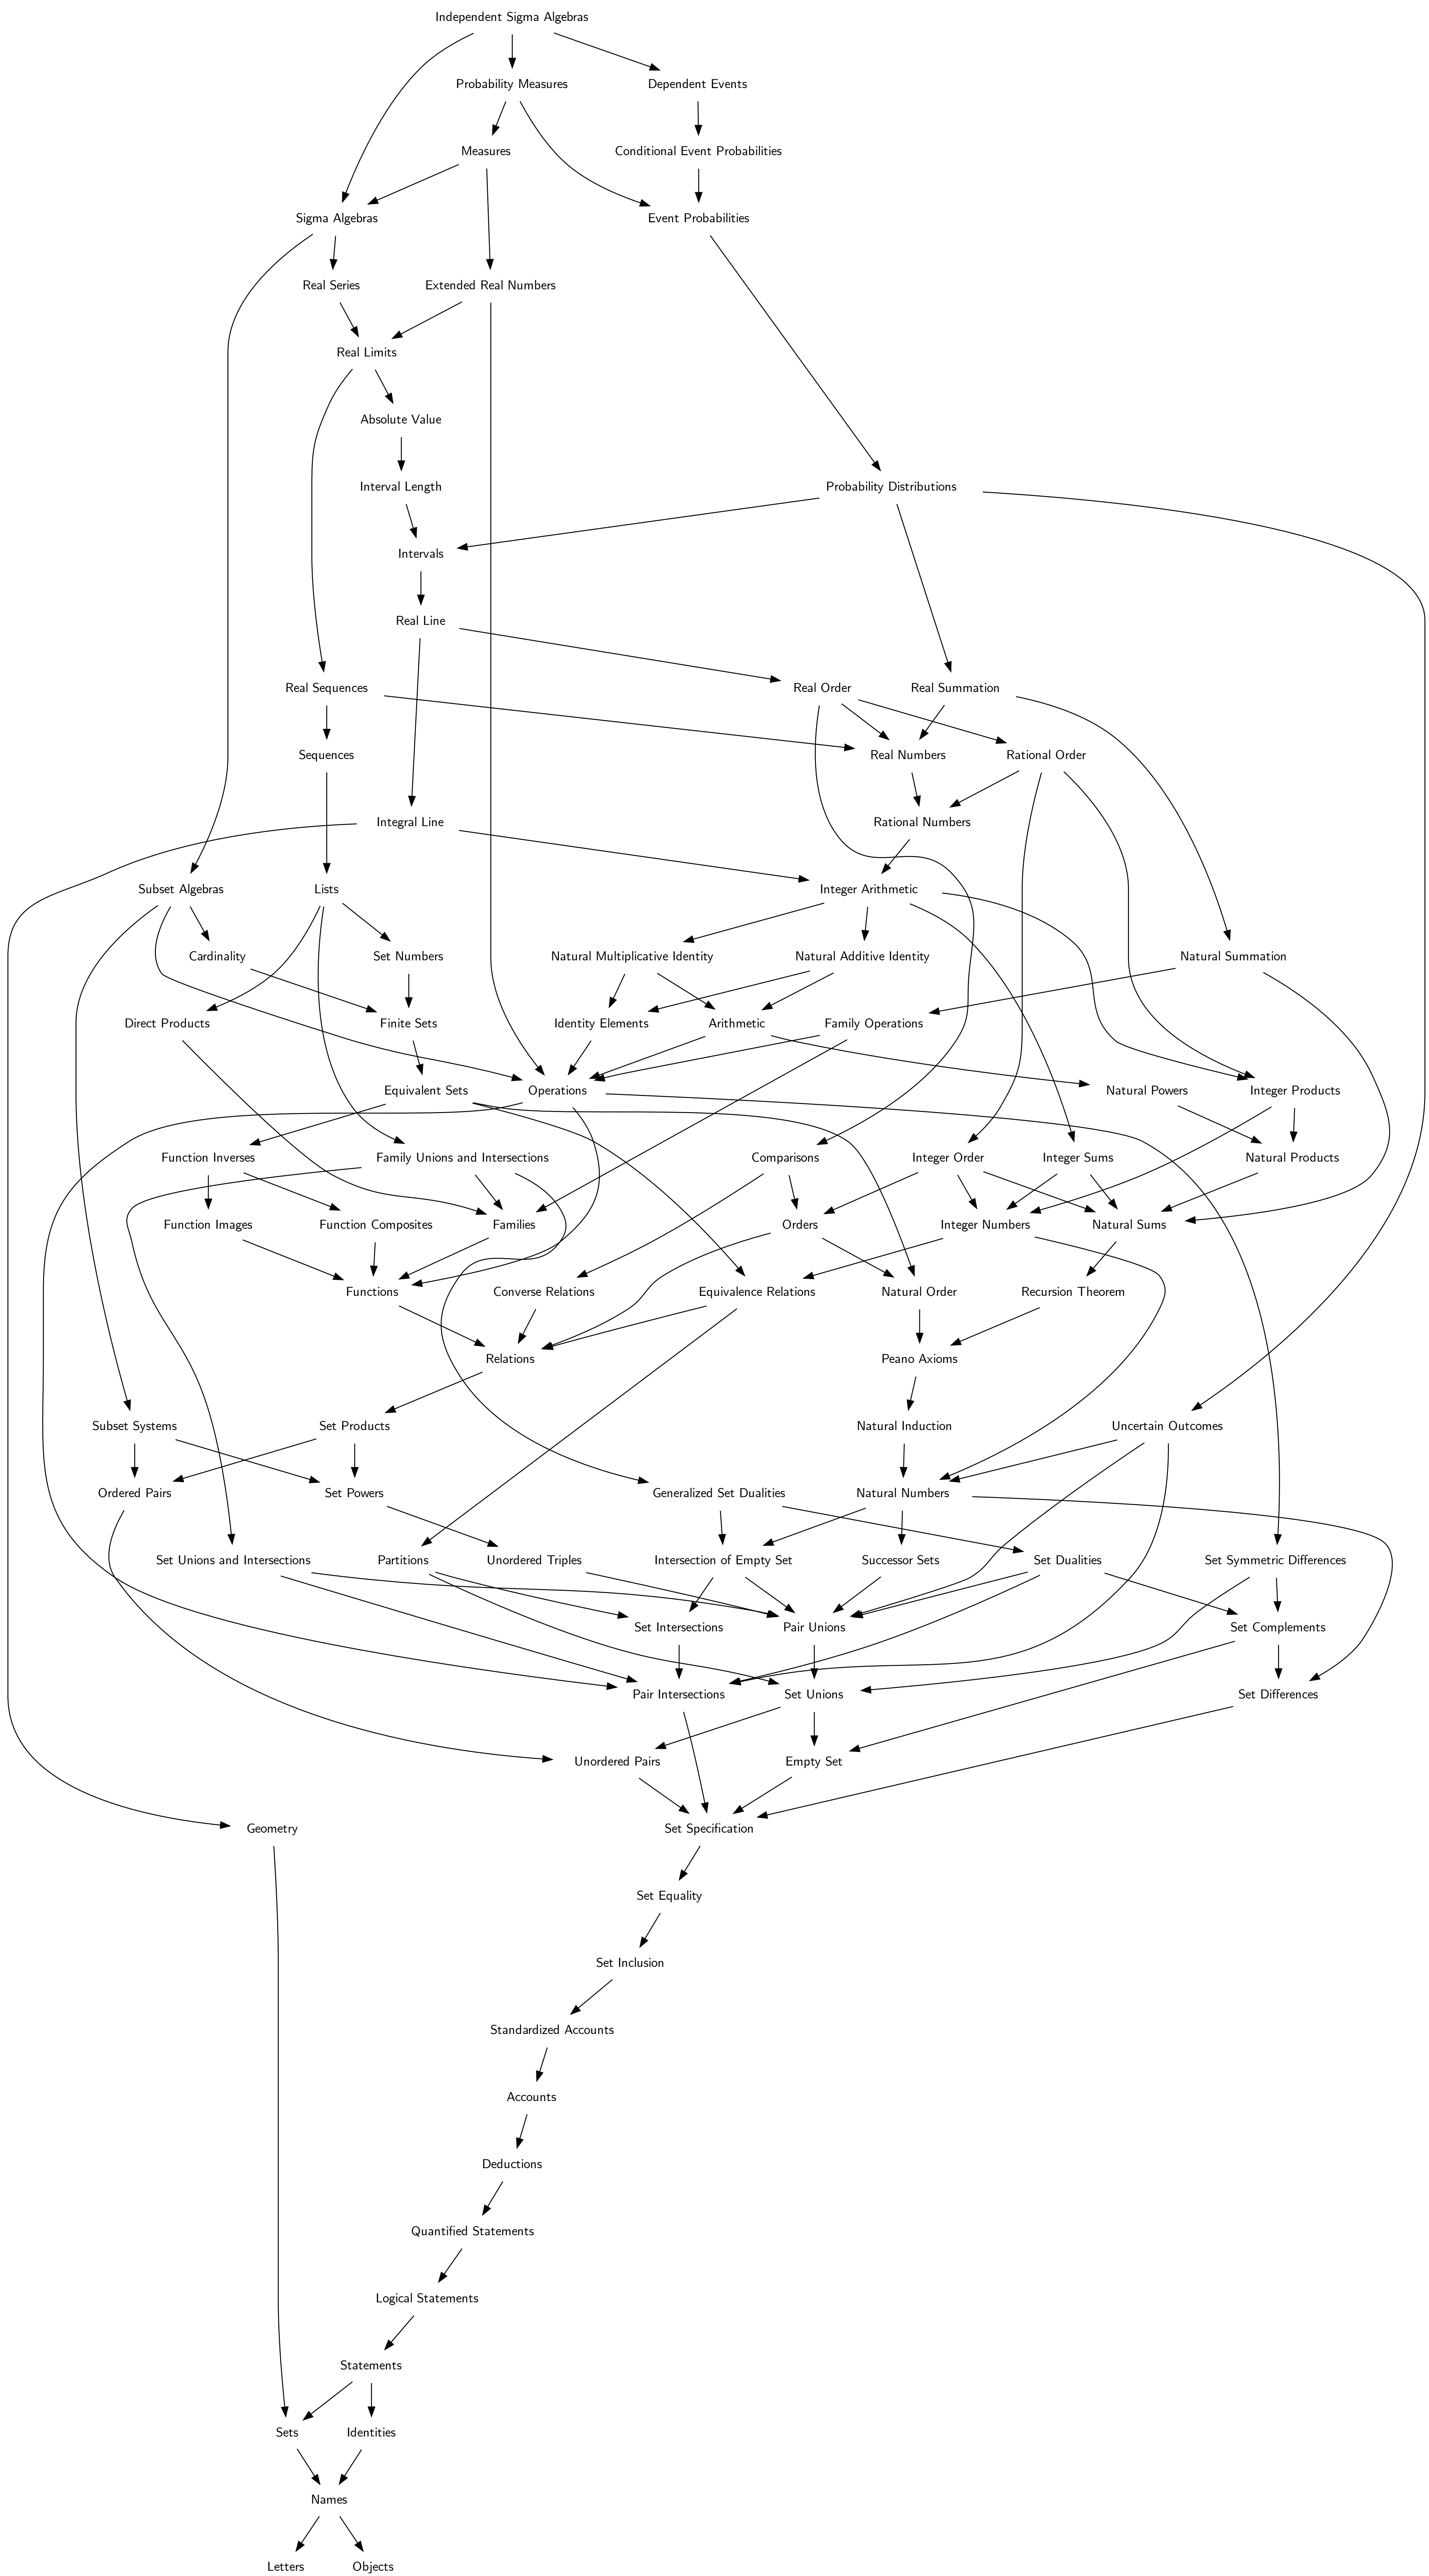 Independent Sigma Algebras
Probability Measures
Dependent Events
Measures
Conditional Event Probabilities
Sigma Algebras
Event Probabilities
Real Series
Extended Real Numbers
Real Limits
Absolute Value
Interval Length
Probability Distributions
Intervals
Real Line
Real Sequences
Real Order
Real Summation
Sequences
Real Numbers
Rational Order
Integral Line
Rational Numbers
Subset Algebras
Lists
Integer Arithmetic
Cardinality
Set Numbers
Natural Multiplicative Identity
Natural Additive Identity
Natural Summation
Direct Products
Finite Sets
Identity Elements
Arithmetic
Family Operations
Equivalent Sets
Operations
Natural Powers
Integer Products
Function Inverses
Family Unions and Intersections
Comparisons
Integer Order
Integer Sums
Natural Products
Function Images
Function Composites
Families
Orders
Integer Numbers
Natural Sums
Functions
Converse Relations
Equivalence Relations
Natural Order
Recursion Theorem
Relations
Peano Axioms
Subset Systems
Set Products
Natural Induction
Uncertain Outcomes
Ordered Pairs
Set Powers
Generalized Set Dualities
Natural Numbers
Set Unions and Intersections
Partitions
Unordered Triples
Intersection of Empty Set
Successor Sets
Set Dualities
Set Symmetric Differences
Set Intersections
Pair Unions
Set Complements
Pair Intersections
Set Unions
Set Differences
Unordered Pairs
Empty Set
Geometry
Set Specification
Set Equality
Set Inclusion
Standardized Accounts
Accounts
Deductions
Quantified Statements
Logical Statements
Statements
Sets
Identities
Names
Letters
Objects